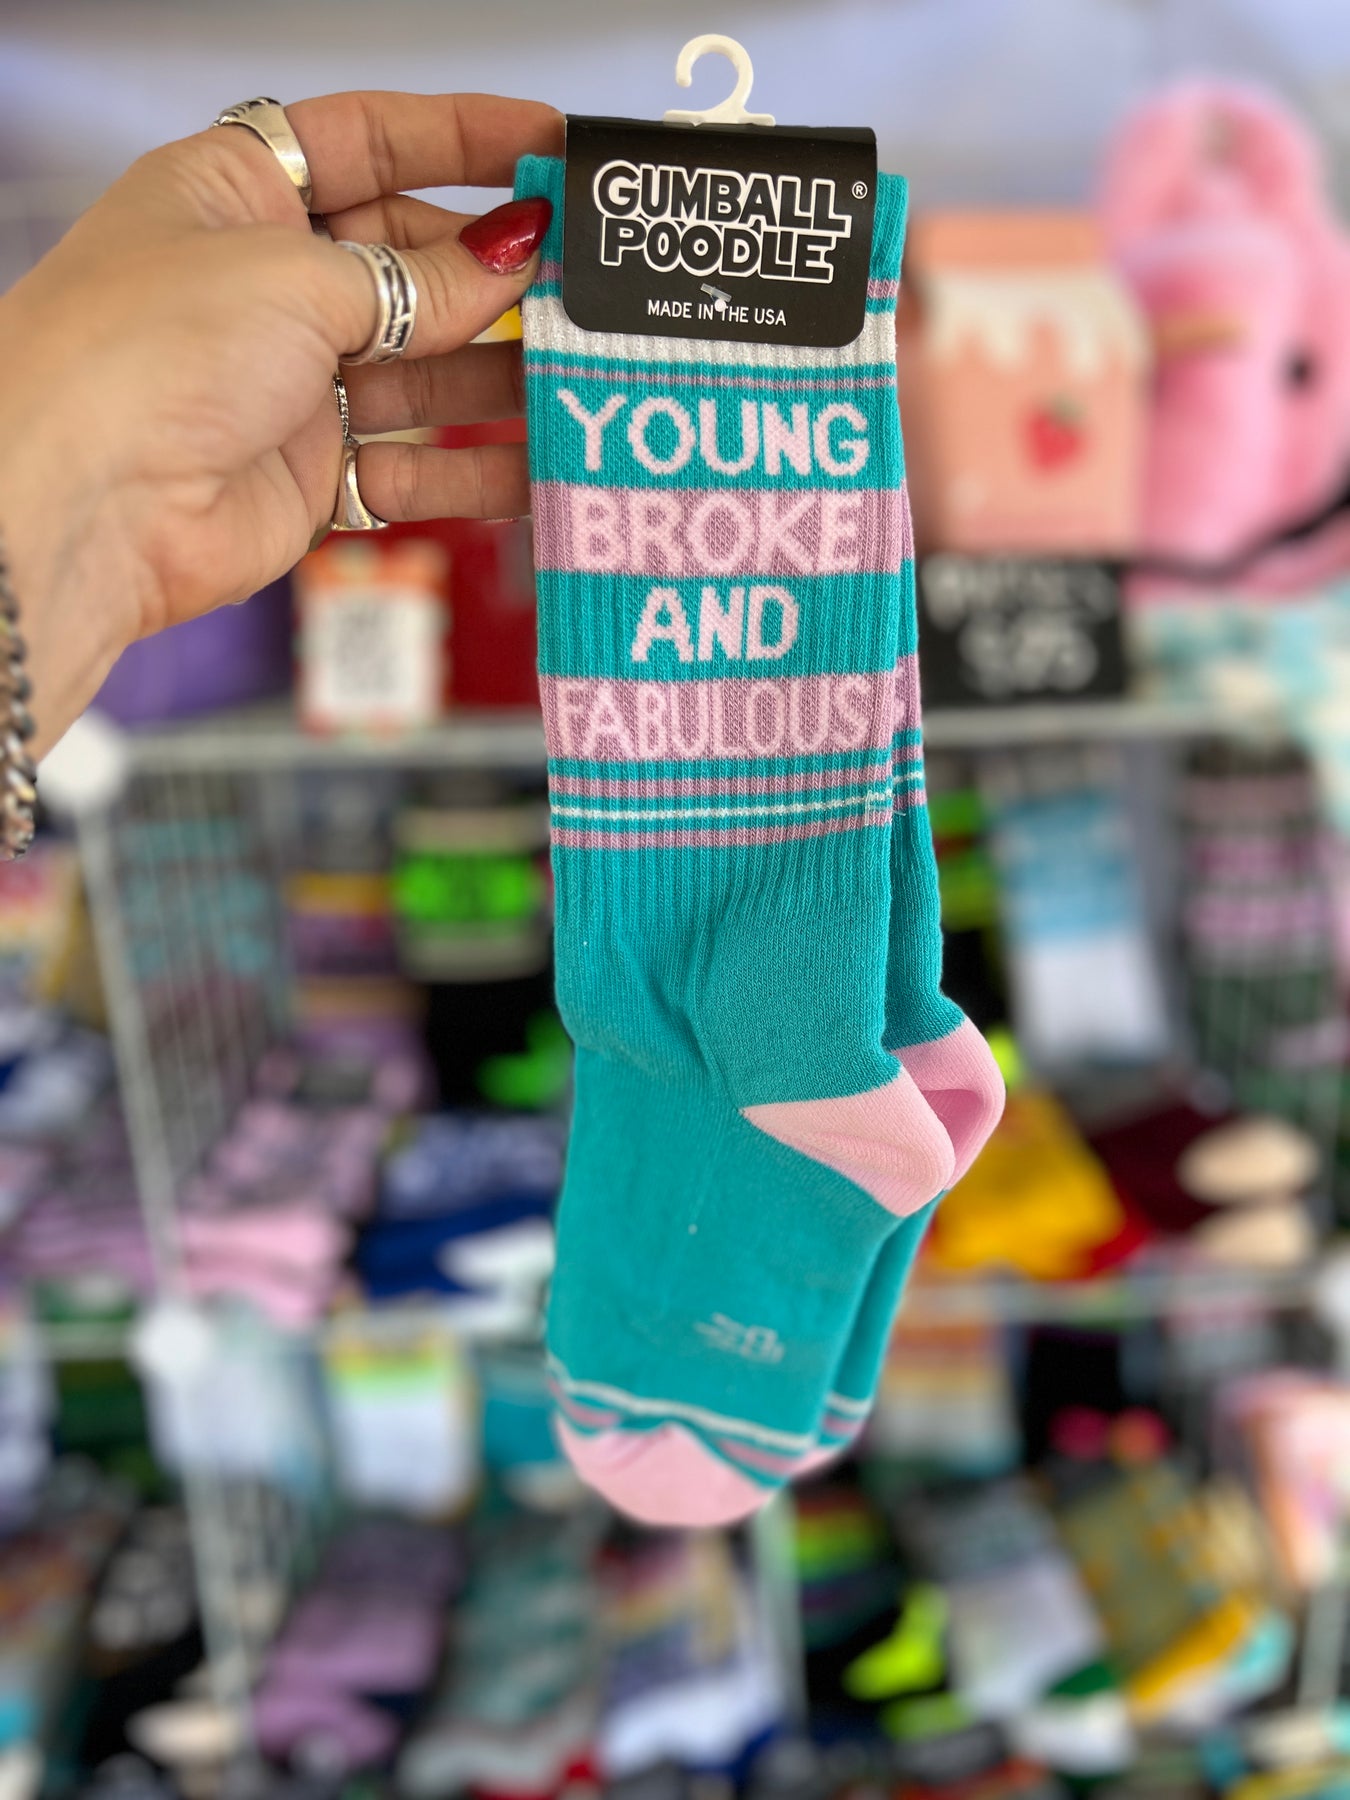 GUMBALL®
POODLE
MADE IN THE USA
YOUNG
BROKE
AND
FABULOUS